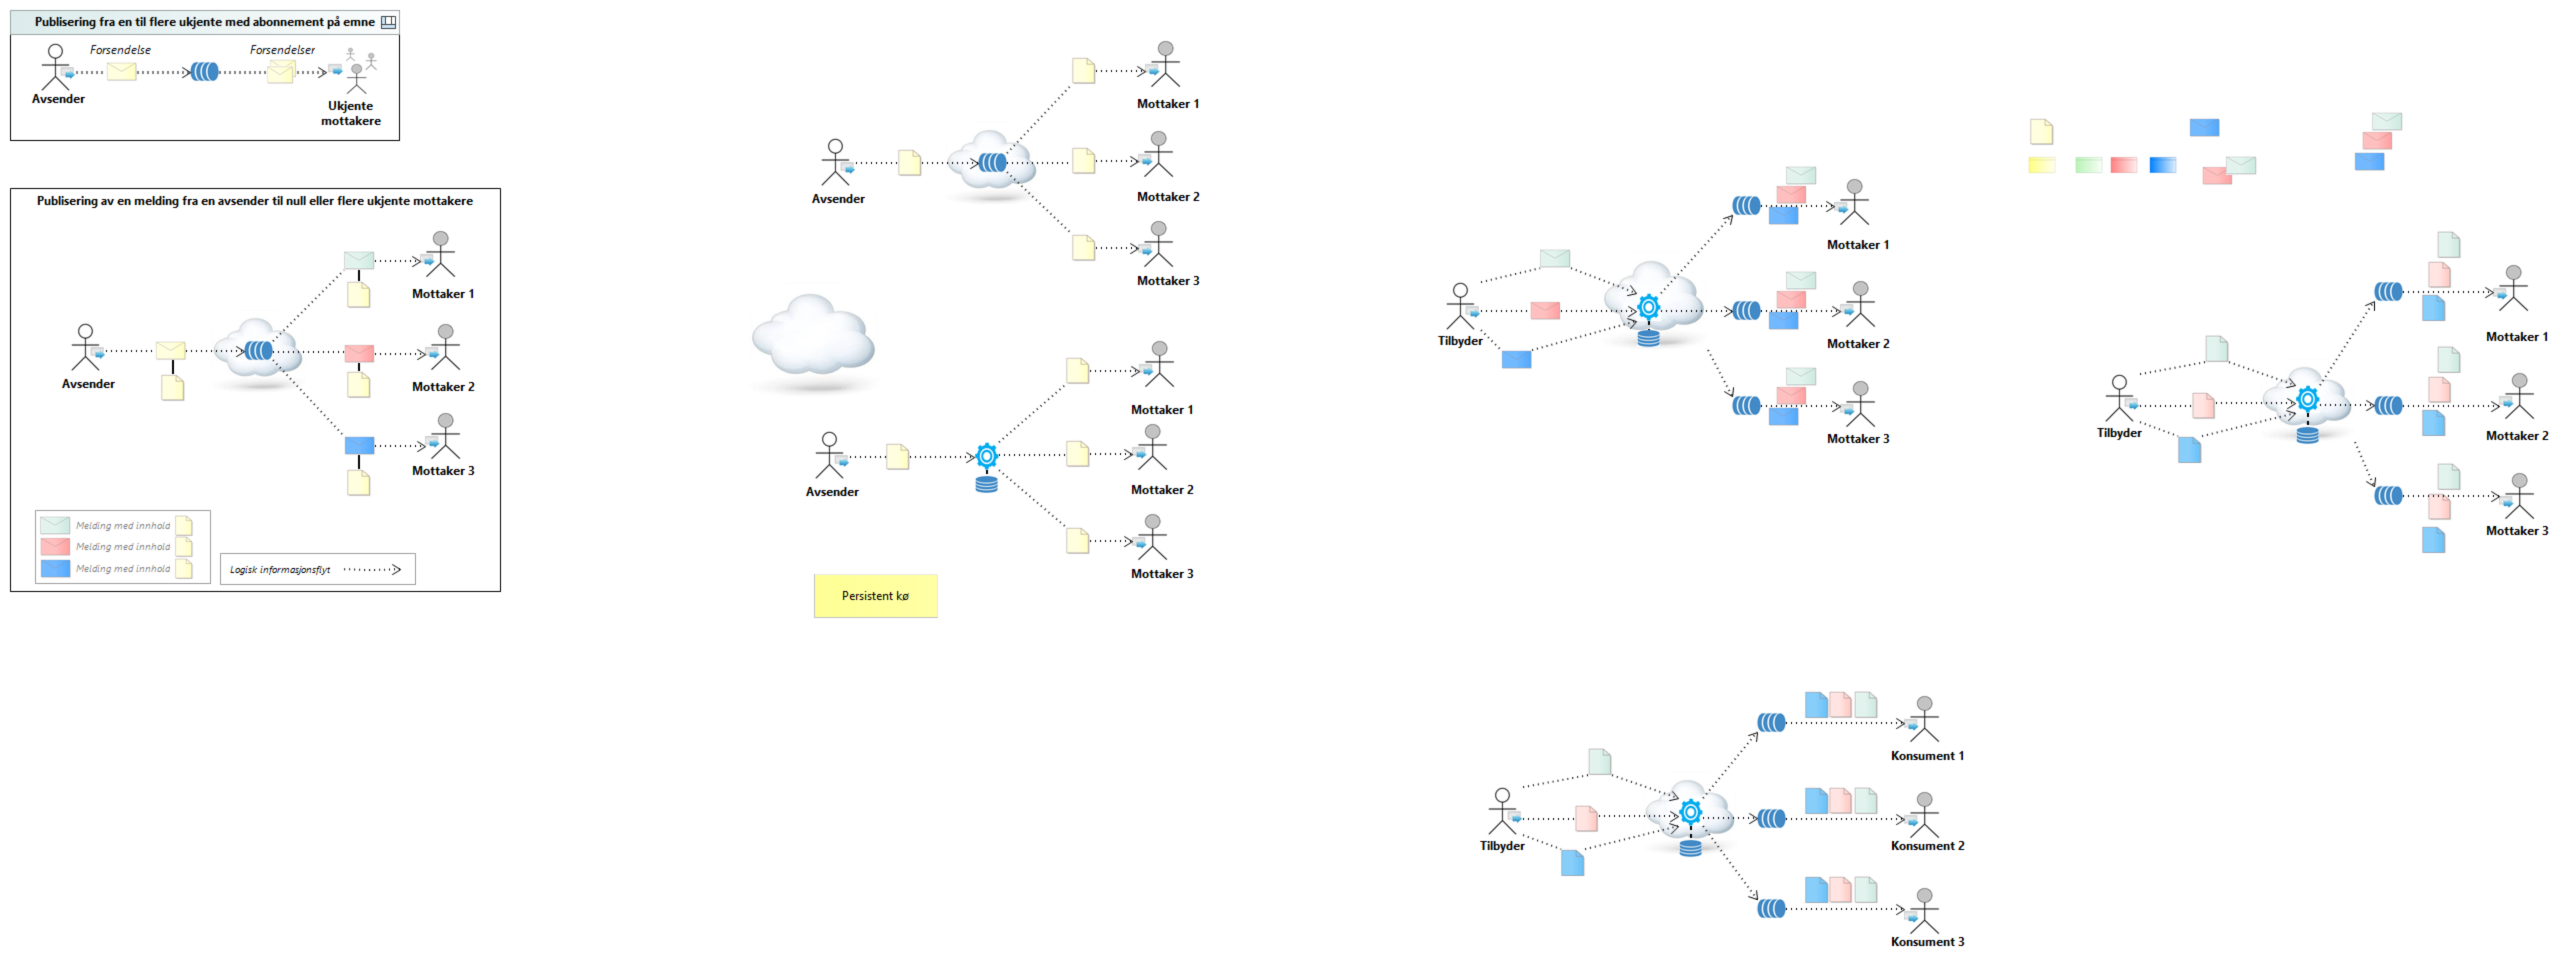 Publisering fra en til flere ukjente med abonnement på emne
Forsendelse
Forsendelser
Avsender
Ukjente
mottakere
Publisering av en melding fra en avsender til null eller flere ukjente mottakere
Mottaker 1
Avsender
Mottaker 2
Mottaker 3
Melding med innhold
Melding med innhold
Melding med innhold
Logisk informasjonsflyt
Mottaker 1
Avsender
Mottaker 2
Mottaker 3
Mottaker 1
Avsender
Mottaker 2
Mottaker 3
Persistent kø
Mottaker 1
Tilbyder
Mottaker 2
Mottaker 3
Mottaker 1
Tilbyder
Mottaker 2
Mottaker 3
Konsument 1
Tilbyder
Konsument 2
Konsument 3